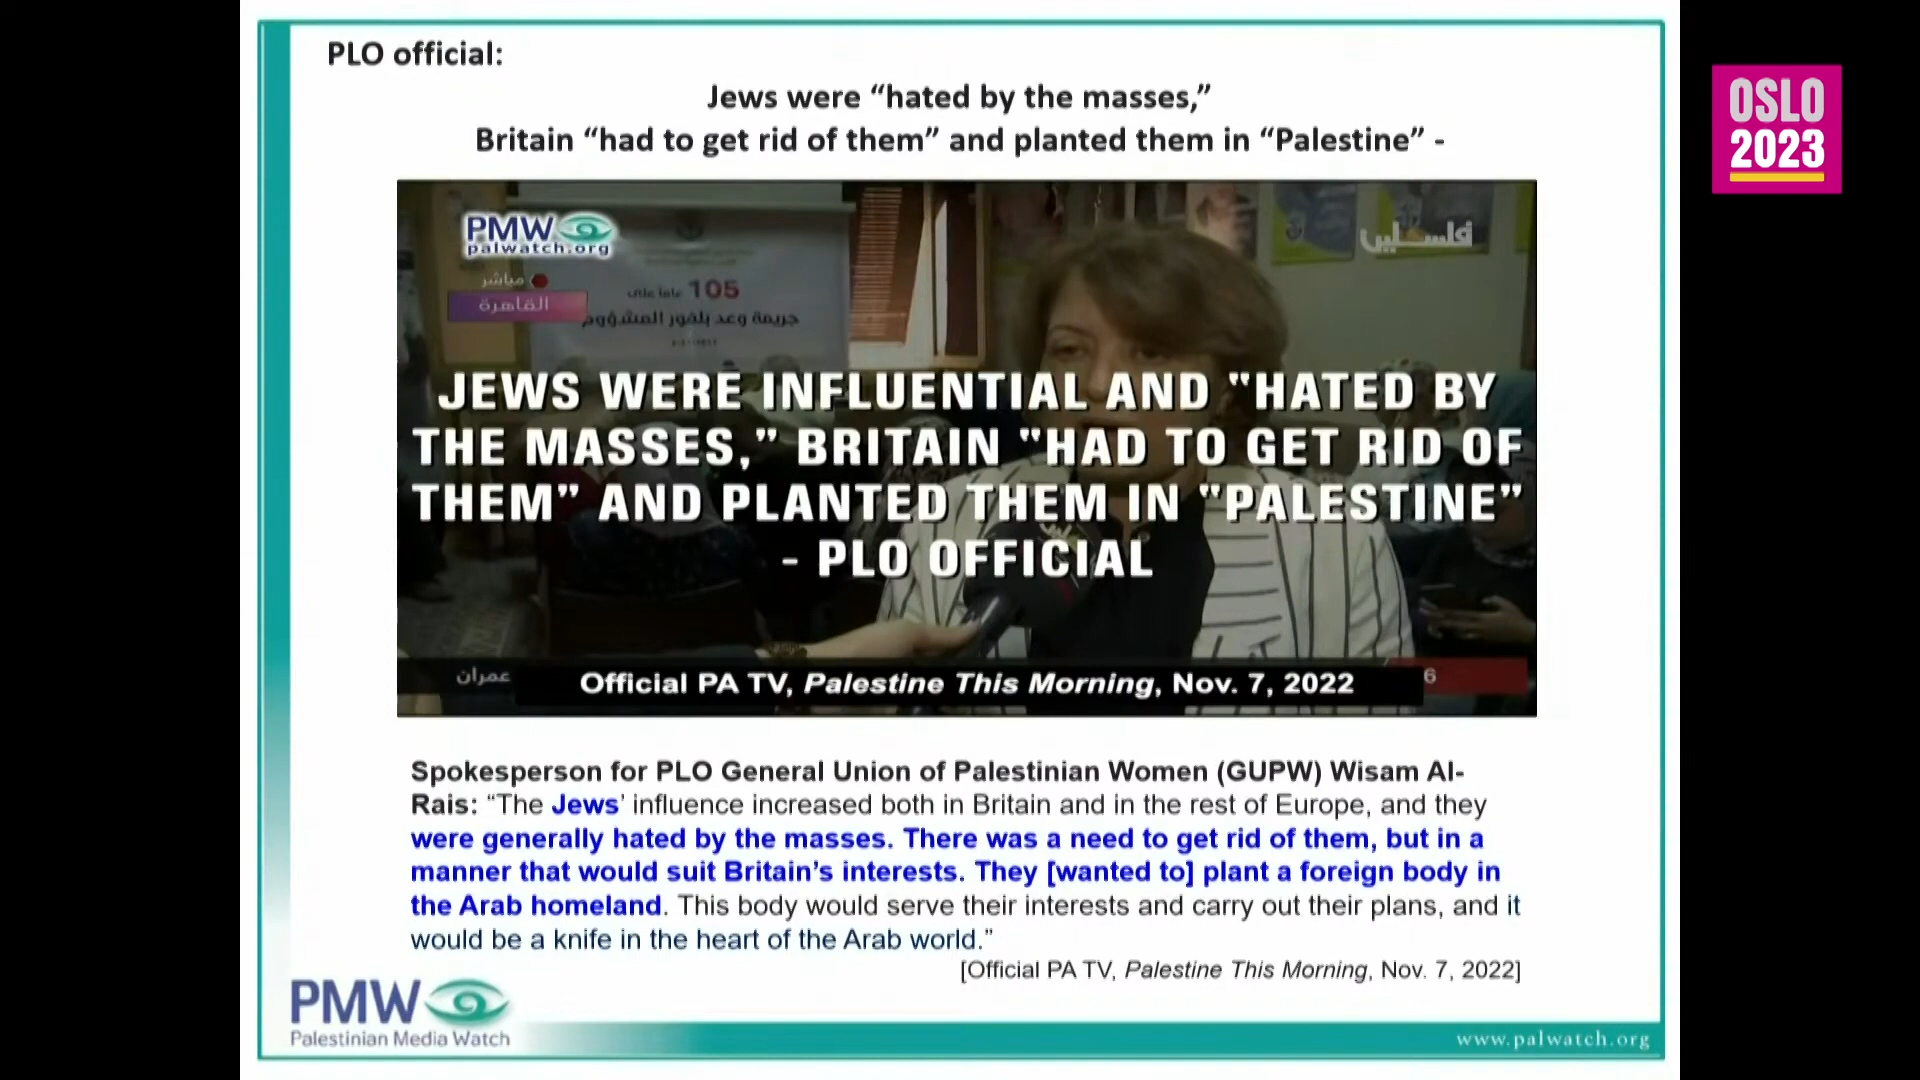 PLO official:
Jews were “hated by the masses,”
Britain “had to get rid of them” and planted them in “Palestine” -
OSLO
2023
PMW
palwatch.org
فلسطين
مباشر
القاهرة
105 عاما على
جريمة وعد بلفور المشؤوم
JEWS WERE INFLUENTIAL AND "HATED BY
THE MASSES,” BRITAIN "HAD TO GET RID OF
THEM” AND PLANTED THEM IN "PALESTINE”
- PLO OFFICIAL
عمران
6
Official PA TV, Palestine This Morning, Nov. 7, 2022
Spokesperson for PLO General Union of Palestinian Women (GUPW) Wisam Al-
Rais: “The Jews’ influence increased both in Britain and in the rest of Europe, and they
were generally hated by the masses. There was a need to get rid of them, but in a
manner that would suit Britain’s interests. They [wanted to] plant a foreign body in
the Arab homeland. This body would serve their interests and carry out their plans, and it
would be a knife in the heart of the Arab world.”
[Official PA TV, Palestine This Morning, Nov. 7, 2022]
PMW
Palestinian Media Watch
www.palwatch.org